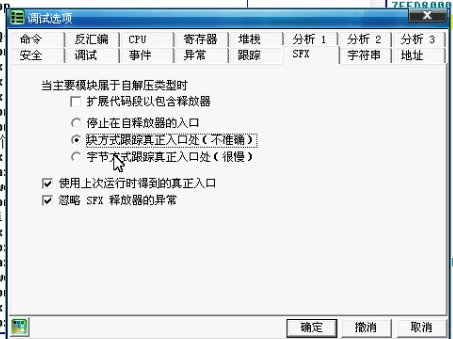 7EFD8000
调试选项
命令 反汇编 CPU 寄存器 堆栈 分析 1 分析 2 分析 3
安全 调试 事件 异常 跟踪 SFX 字符串 地址
当主要模块属于自解压类型时
扩展代码段以包含释放器
停止在自释放器的入口
块方式跟踪真正入口处(不准确)
字节方式跟踪真正入口处(很慢)
使用上次运行时得到的真正入口
忽略 SFX 释放器的异常
确定 撤消 取消